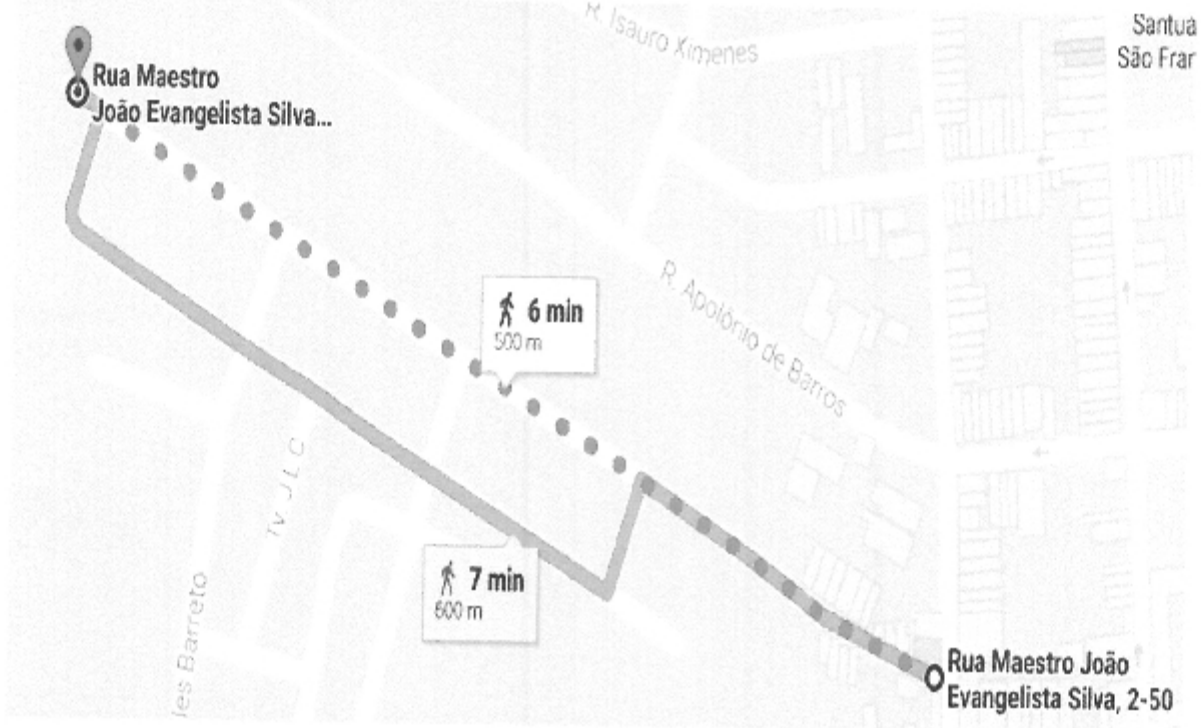 R. Isauro Ximenes
Santua
São Frar
Rua Maestro
João Evangelista Silva...
6 min
500 m
R. Apolônio de Barros
Tv. J L C
7 min
600 m
les Barreto
Rua Maestro João
Evangelista Silva, 2-50